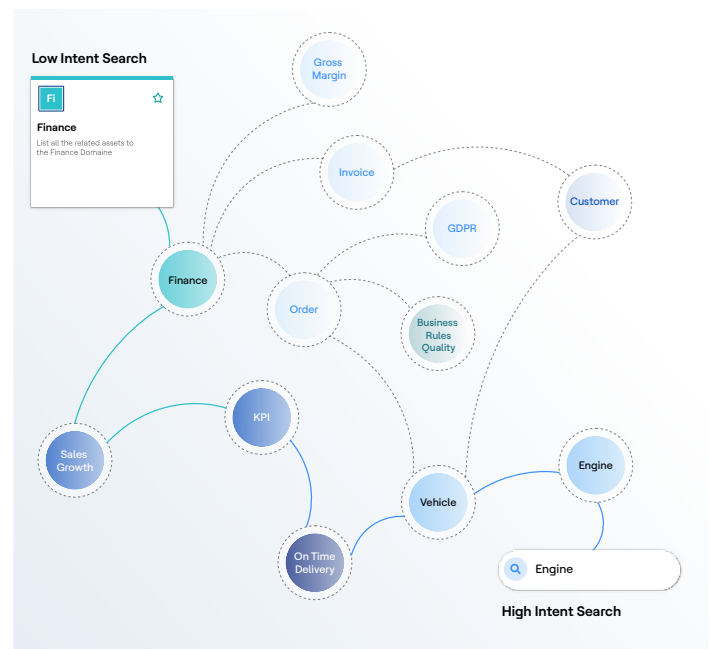 Low Intent Search
Fi
Finance
List all the related assets to
the Finance Domaine
Gross
Margin
Invoice
Customer
GDPR
Finance
Order
Business
Rules
Quality
KPI
Sales
Growth
Engine
Vehicle
On Time
Delivery
Engine
High Intent Search